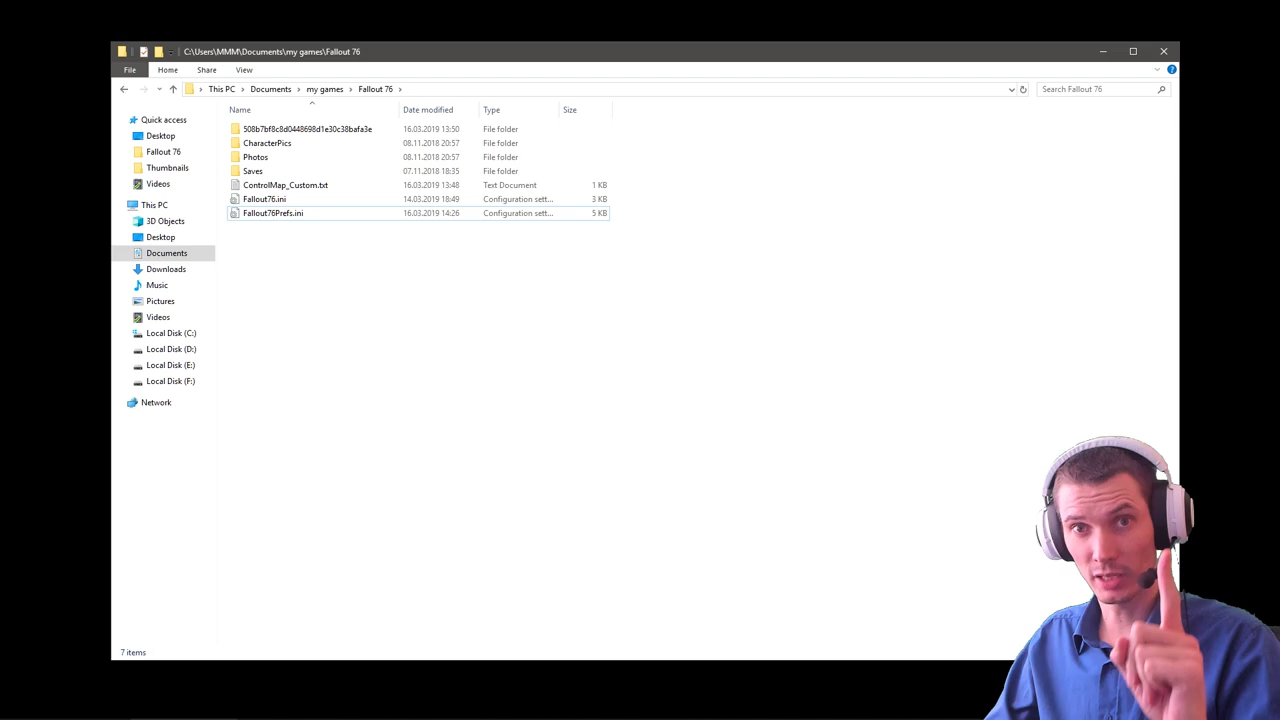 C:\Users\MMM\Documents\my games\Fallout 76
File Home Share View
This PC Documents my games Fallout 76 Search Fallout 76
Name Date modified Type Size
Quick access
Desktop
Fallout 76
Thumbnails
Videos
This PC
3D Objects
Desktop
Documents
Downloads
Music
Pictures
Videos
Local Disk (C:)
Local Disk (D:)
Local Disk (E:)
Local Disk (F:)
Network
508b7bf8c8d0448698d1e30c38bafa3e 16.03.2019 13:50 File folder
CharacterPics 08.11.2018 20:57 File folder
Photos 08.11.2018 20:57 File folder
Saves 07.11.2018 18:35 File folder
ControlMap_Custom.txt 16.03.2019 13:48 Text Document 1 KB
Fallout76.ini 14.03.2019 18:49 Configuration sett... 3 KB
Fallout76Prefs.ini 16.03.2019 14:26 Configuration sett... 5 KB
7 items